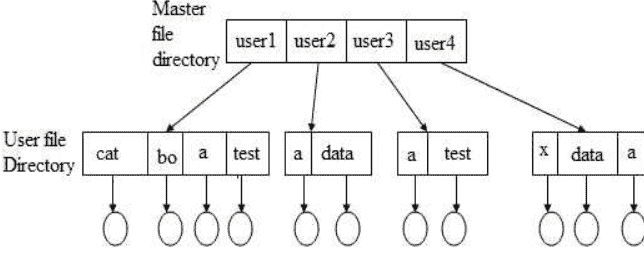 Master
file
directory
user1 user2 user3 user4
User file
Directory
cat bo a test a data a test x data a